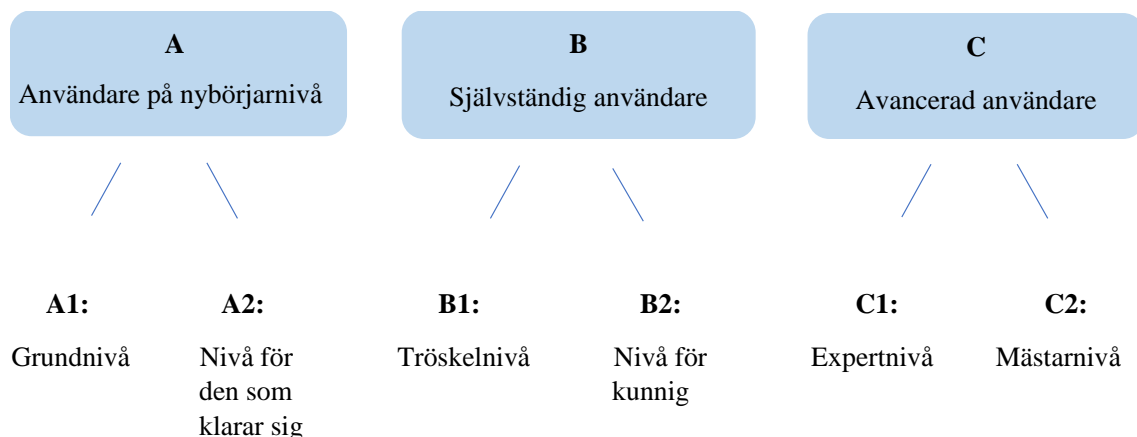 A
Användare på nybörjarnivå
B
Självständig användare
C
Avancerad användare
A1:
Grundnivå
A2:
Nivå för
den som
klarar sig
B1:
Tröskelnivå
B2:
Nivå för
kunnig
C1:
Expertnivå
C2:
Mästarnivå